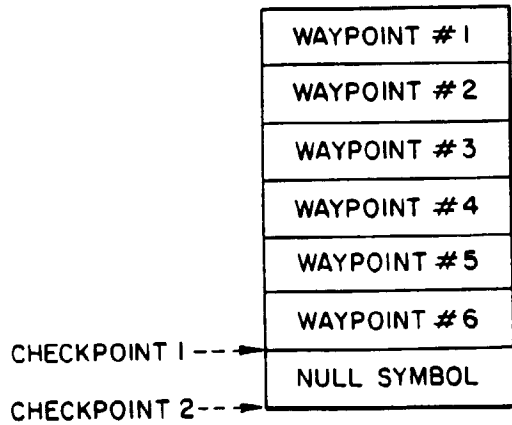 WAYPOINT #1
WAYPOINT #2
WAYPOINT #3
WAYPOINT #4
WAYPOINT #5
WAYPOINT #6
CHECKPOINT 1
NULL SYMBOL
CHECKPOINT 2